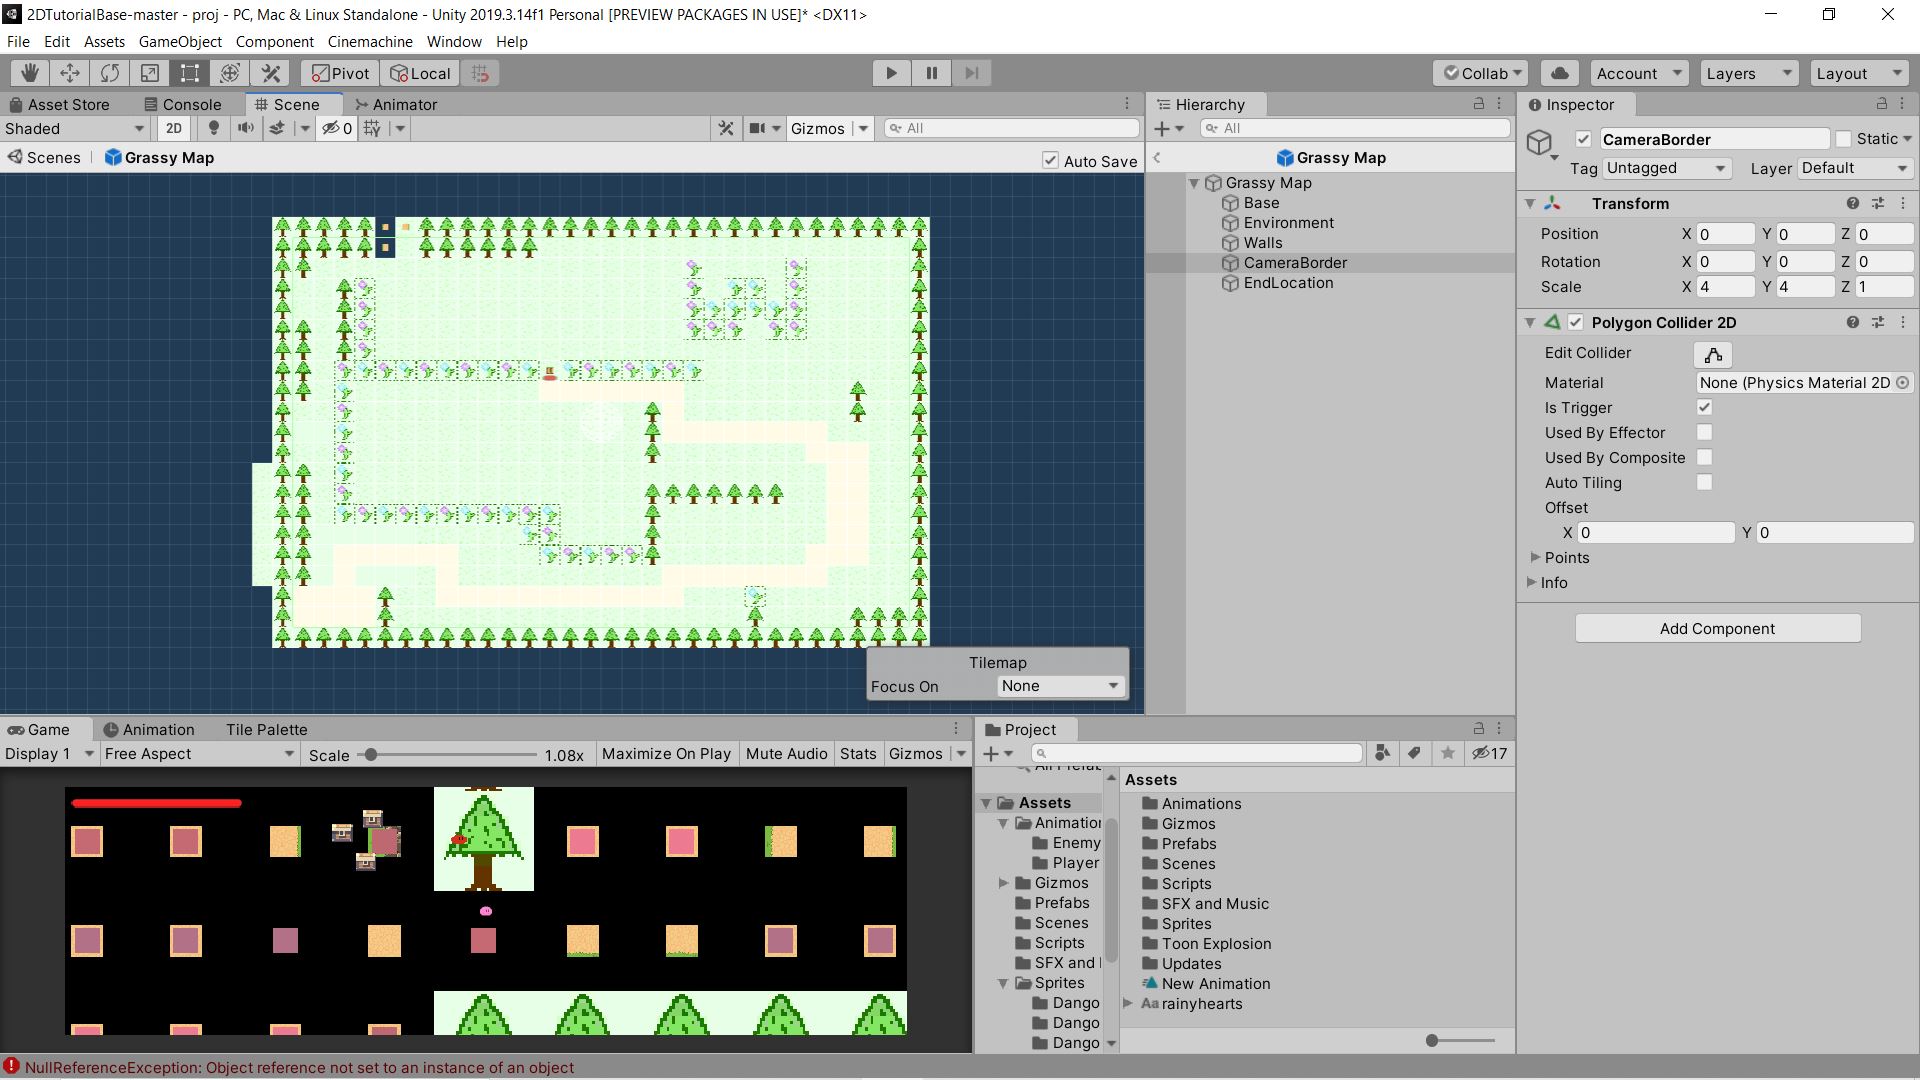 2DTutorialBase-master - proj - PC, Mac & Linux Standalone - Unity 2019.3.14f1 Personal [PREVIEW PACKAGES IN USE]* <DX11>
File Edit Assets GameObject Component Cinemachine Window Help
Pivot Local Collab Account Layers Layout
Asset Store Console Scene Animator
Shaded 2D 0 Gizmos All
Scenes Grassy Map Auto Save
Tilemap
Focus On None
Hierarchy
All
Grassy Map
Grassy Map
Base
Environment
Walls
CameraBorder
EndLocation
Inspector
CameraBorder Static
Tag Untagged Layer Default
Transform
Position X 0 Y 0 Z 0
Rotation X 0 Y 0 Z 0
Scale X 4 Y 4 Z 1
Polygon Collider 2D
Edit Collider
Material None (Physics Material 2D
Is Trigger
Used By Effector
Used By Composite
Auto Tiling
Offset
X 0 Y 0
Points
Info
Add Component
Game Animation Tile Palette
Display 1 Free Aspect Scale 1.08x Maximize On Play Mute Audio Stats Gizmos
Project
17
Assets
Animation
Enemy
Player
Gizmos
Prefabs
Scenes
Scripts
SFX and
Sprites
Dango
Dango
Dango
Assets
Animations
Gizmos
Prefabs
Scenes
Scripts
SFX and Music
Sprites
Toon Explosion
Updates
New Animation
Aa rainyhearts
NullReferenceException: Object reference not set to an instance of an object